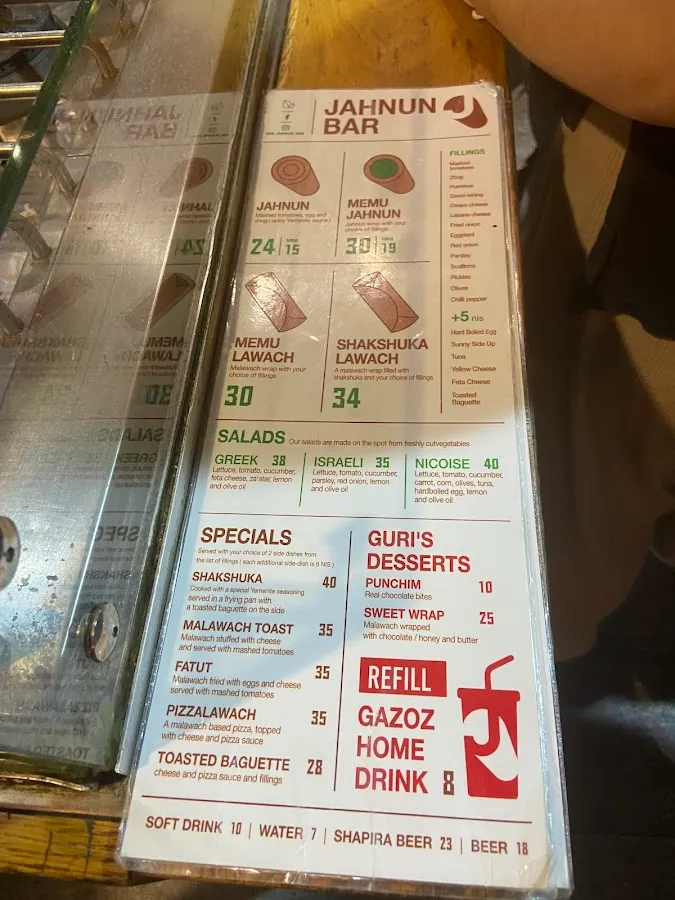 JAHNUN
BAR
JAHNUN
Mashed tomatoes, egg and
zhug ( spicy Yemenite sauce )
24 | 15
MEMU
JAHNUN
Jahnun wrap with your
choice of fillings
30 | 19
MEMU
LAWACH
Malawach wrap with your
choice of fillings
30
SHAKSHUKA
LAWACH
A malawach wrap filled with
shakshuka and your choice of fillings
34
FILLINGS
Mashed
tomatoes
Zhug
Hummus
Green tahina
Cream cheese
Labane cheese
Fried onion
Eggplant
Red onion
Parsley
Scallions
Pickles
Olives
Chilli pepper
+5 nis
Hard Boiled Egg
Sunny Side Up
Tuna
Yellow Cheese
Feta Cheese
Toasted
Baguette
SALADS Our salads are made on the spot from freshly cutvegetables
GREEK 38
Lettuce, tomato, cucumber,
feta cheese, za'atar, lemon
and olive oil
ISRAELI 35
Lettuce, tomato, cucumber,
parsley, red onion, lemon
and olive oil
NICOISE 40
Lettuce, tomato, cucumber,
carrot, corn, olives, tuna,
hardboiled egg, lemon
and olive oil
SPECIALS
Served with your choice of 2 side dishes from
the list of fillings ( each additional side-dish is 6 NIS )
SHAKSHUKA 40
Cooked with a special Yemenite seasoning
served in a frying pan with
a toasted baguette on the side
MALAWACH TOAST 35
Malawach stuffed with cheese
and served with mashed tomatoes
FATUT 35
Malawach fried with eggs and cheese
served with mashed tomatoes
PIZZALAWACH 35
A malawach based pizza, topped
with cheese and pizza sauce
TOASTED BAGUETTE 28
cheese and pizza sauce and fillings
GURI'S
DESSERTS
PUNCHIM 10
Real chocolate bites
SWEET WRAP 25
Malawach wrapped
with chocolate / honey and butter
REFILL
GAZOZ
HOME
DRINK 8
SOFT DRINK 10 | WATER 7 | SHAPIRA BEER 23 | BEER 18